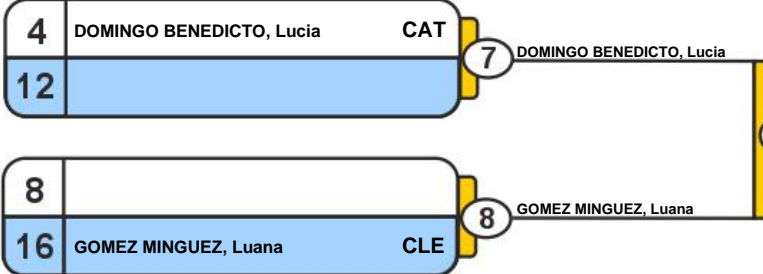 4 DOMINGO BENEDICTO, Lucia CAT
12
7 DOMINGO BENEDICTO, Lucia
8
16 GOMEZ MINGUEZ, Luana CLE
8 GOMEZ MINGUEZ, Luana